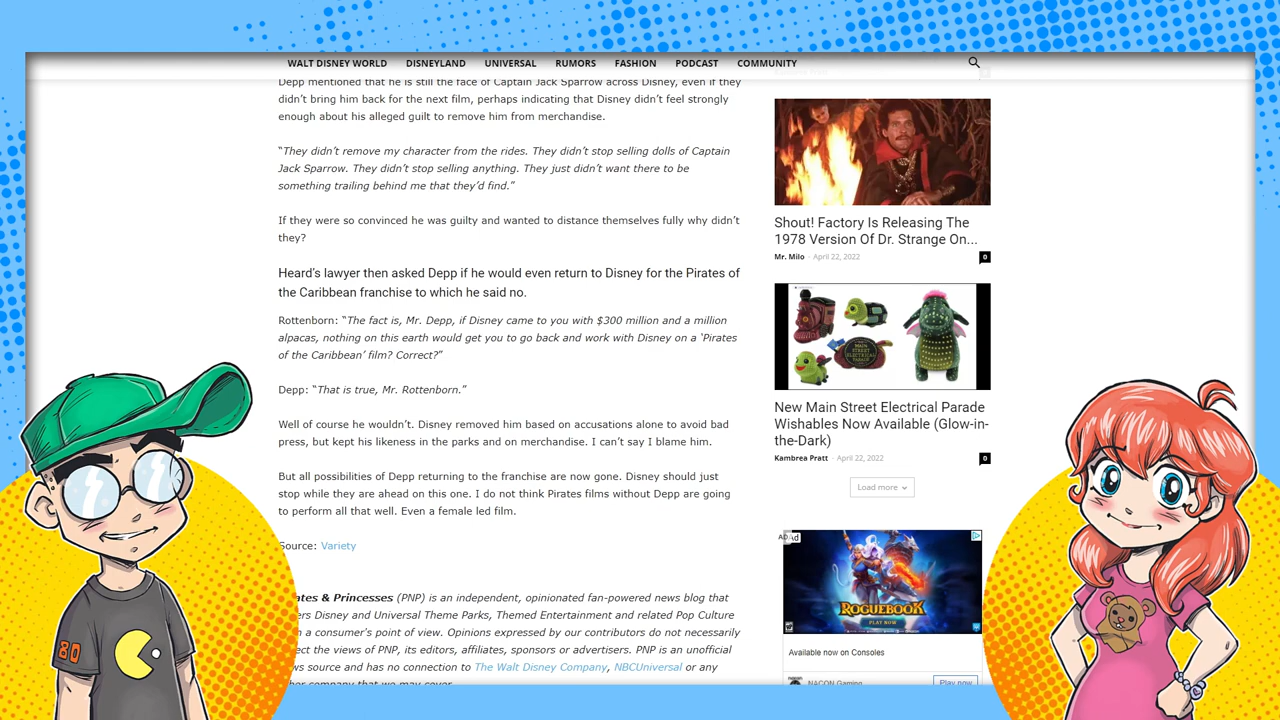 WALT DISNEY WORLD DISNEYLAND UNIVERSAL RUMORS FASHION PODCAST COMMUNITY
Depp mentioned that he is still the face of Captain Jack Sparrow across Disney, even if they
didn’t bring him back for the next film, perhaps indicating that Disney didn’t feel strongly
enough about his alleged guilt to remove him from merchandise.
“They didn’t remove my character from the rides. They didn’t stop selling dolls of Captain
Jack Sparrow. They didn’t stop selling anything. They just didn’t want there to be
something trailing behind me that they’d find.”
If they were so convinced he was guilty and wanted to distance themselves fully why didn’t
they?
Heard’s lawyer then asked Depp if he would even return to Disney for the Pirates of
the Caribbean franchise to which he said no.
Rottenborn: “The fact is, Mr. Depp, if Disney came to you with $300 million and a million
alpacas, nothing on this earth would get you to go back and work with Disney on a ‘Pirates
of the Caribbean’ film? Correct?”
Depp: “That is true, Mr. Rottenborn.”
Well of course he wouldn’t. Disney removed him based on accusations alone to avoid bad
press, but kept his likeness in the parks and on merchandise. I can’t say I blame him.
But all possibilities of Depp returning to the franchise are now gone. Disney should just
stop while they are ahead on this one. I do not think Pirates films without Depp are going
to perform all that well. Even a female led film.
Source: Variety
ates & Princesses (PNP) is an independent, opinionated fan-powered news blog that
ers Disney and Universal Theme Parks, Themed Entertainment and related Pop Culture
a consumer's point of view. Opinions expressed by our contributors do not necessarily
ect the views of PNP, its editors, affiliates, sponsors or advertisers. PNP is an unofficial
ws source and has no connection to The Walt Disney Company, NBCUniversal or any
her company that we may cover.
Shout! Factory Is Releasing The
1978 Version Of Dr. Strange On...
Mr. Milo - April 22, 2022 0
MAIN
STREET
ELECTRICAL
PARADE
New Main Street Electrical Parade
Wishables Now Available (Glow-in-
the-Dark)
Kambrea Pratt - April 22, 2022 0
Load more
Ad
ROGUEBOOK
PLAY NOW
Available now on Consoles
NACON Gaming Play now
80